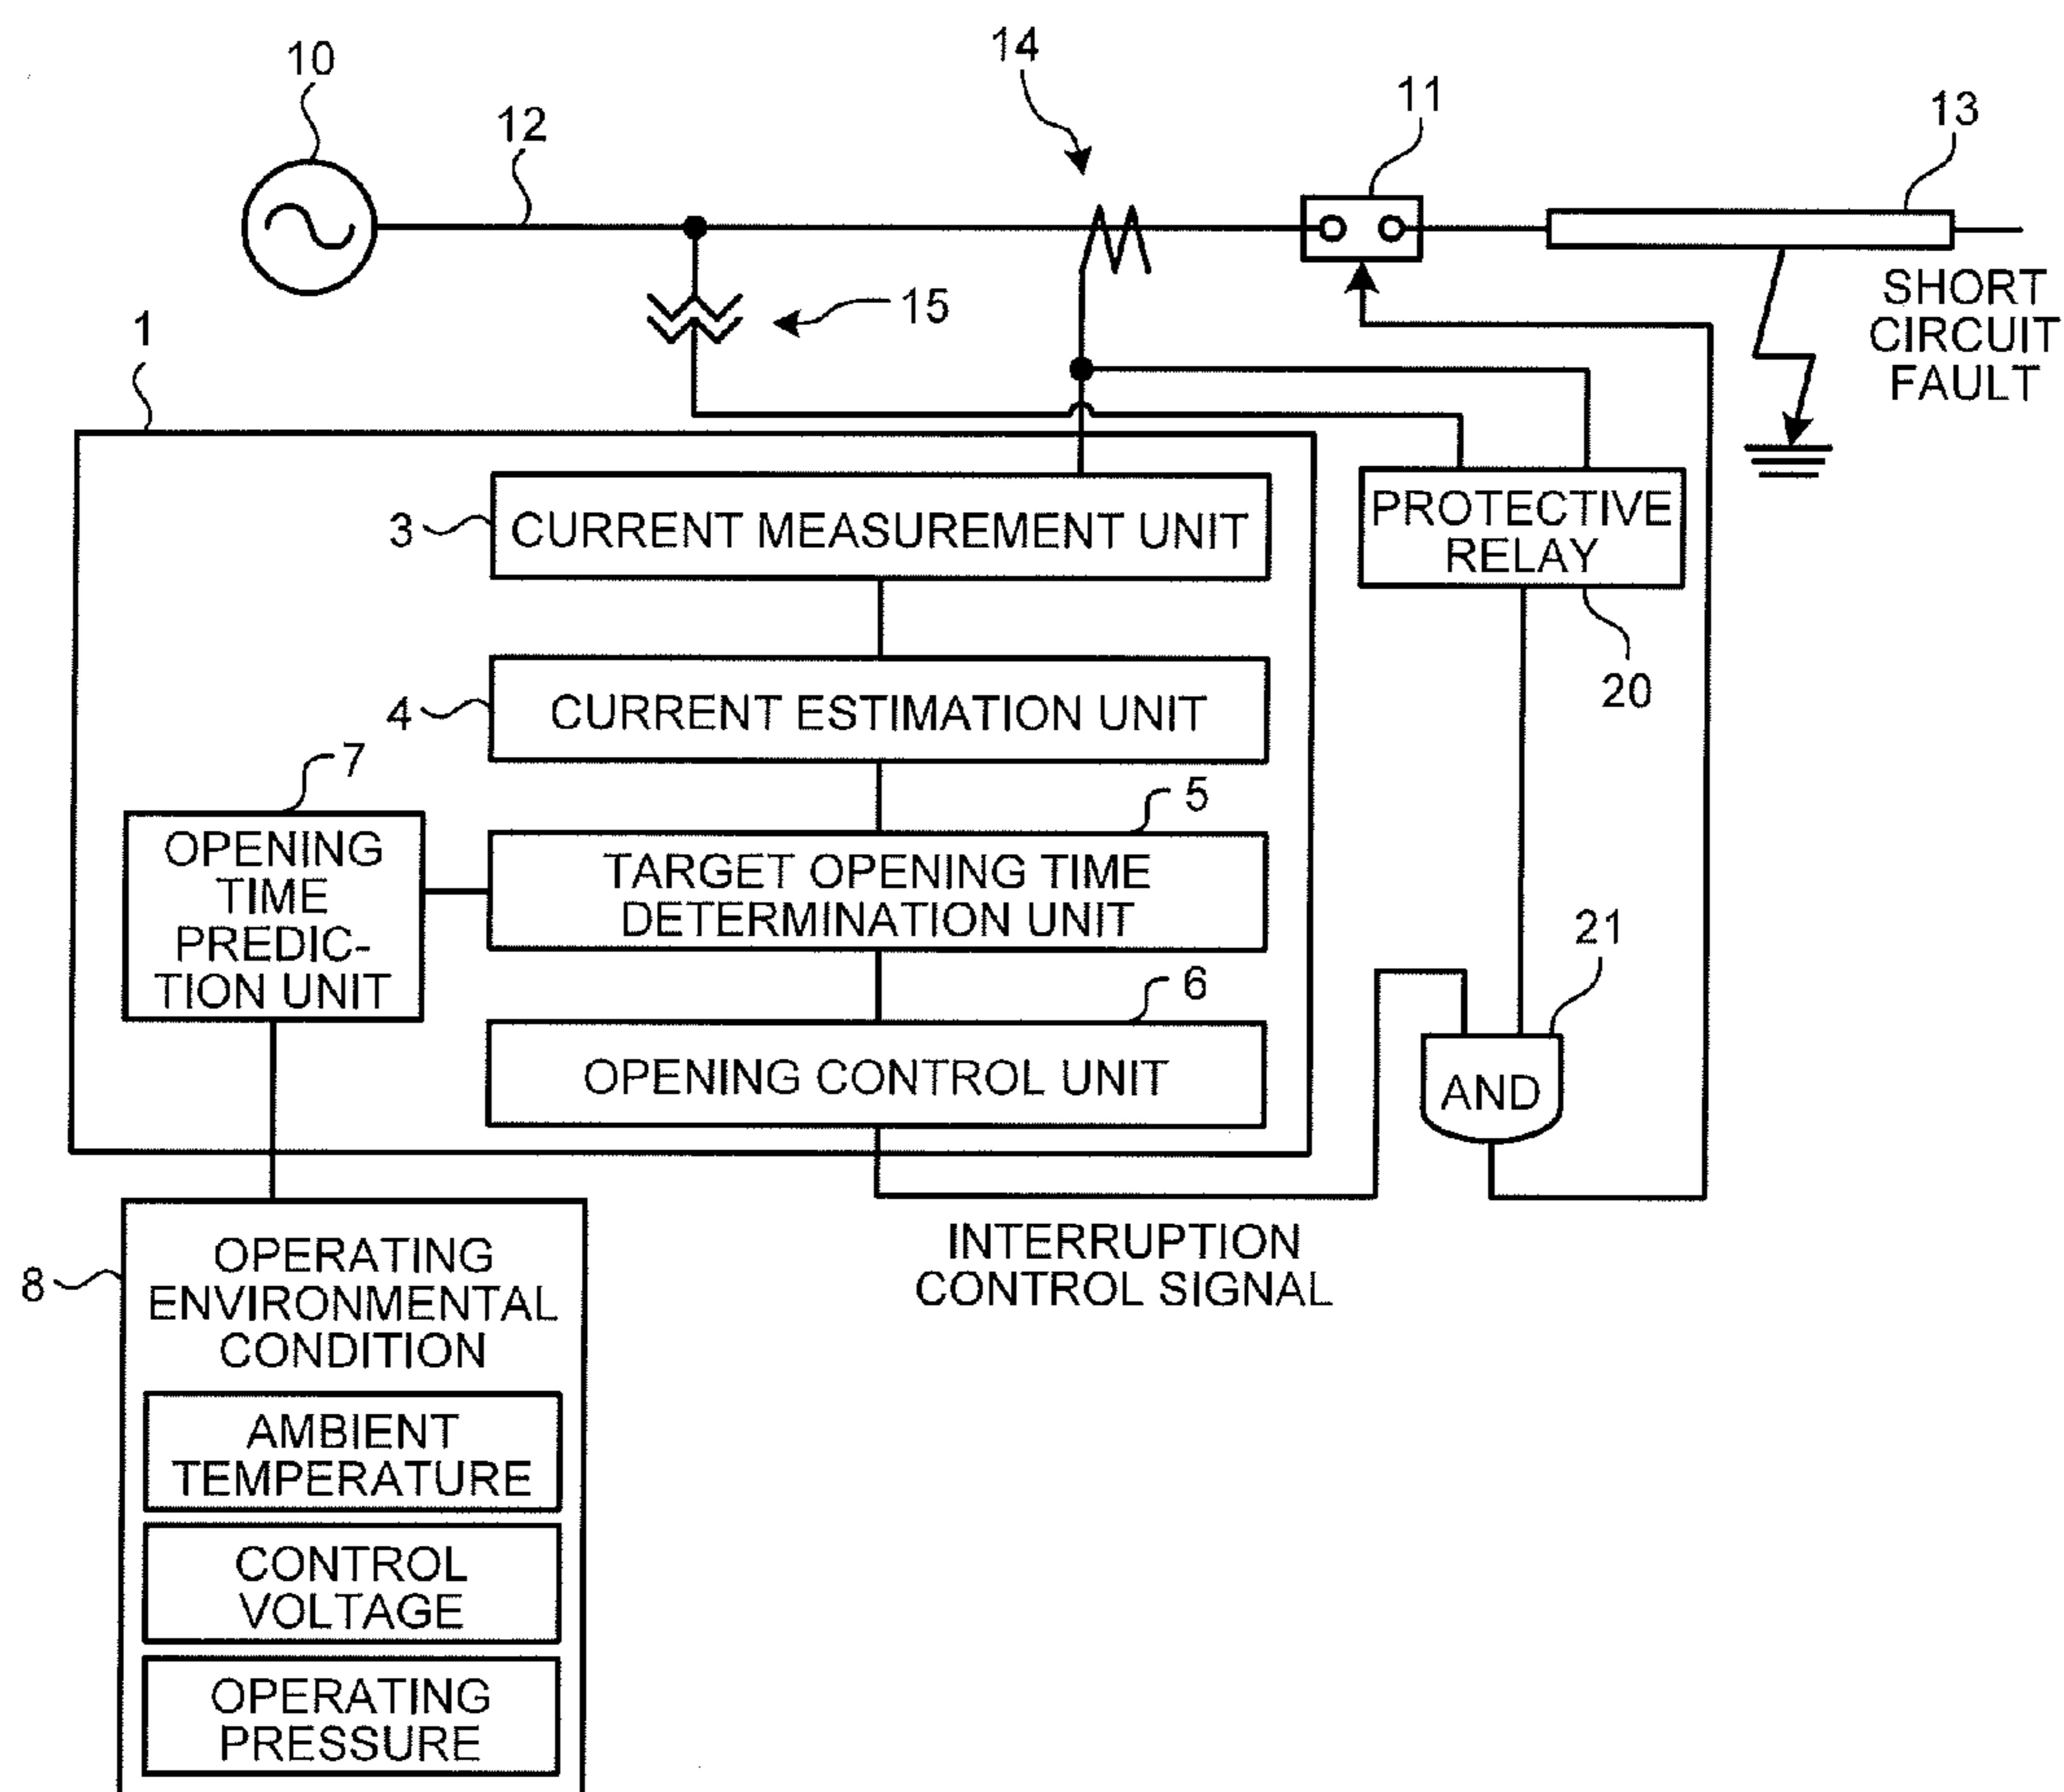 10
14
12
11
13
15
SHORT
CIRCUIT
FAULT
1
3
CURRENT MEASUREMENT UNIT
PROTECTIVE
RELAY
20
4
CURRENT ESTIMATION UNIT
7
OPENING
TIME
PREDIC-
TION UNIT
5
TARGET OPENING TIME
DETERMINATION UNIT
21
6
OPENING CONTROL UNIT
AND
INTERRUPTION
CONTROL SIGNAL
8
OPERATING
ENVIRONMENTAL
CONDITION
AMBIENT
TEMPERATURE
CONTROL
VOLTAGE
OPERATING
PRESSURE